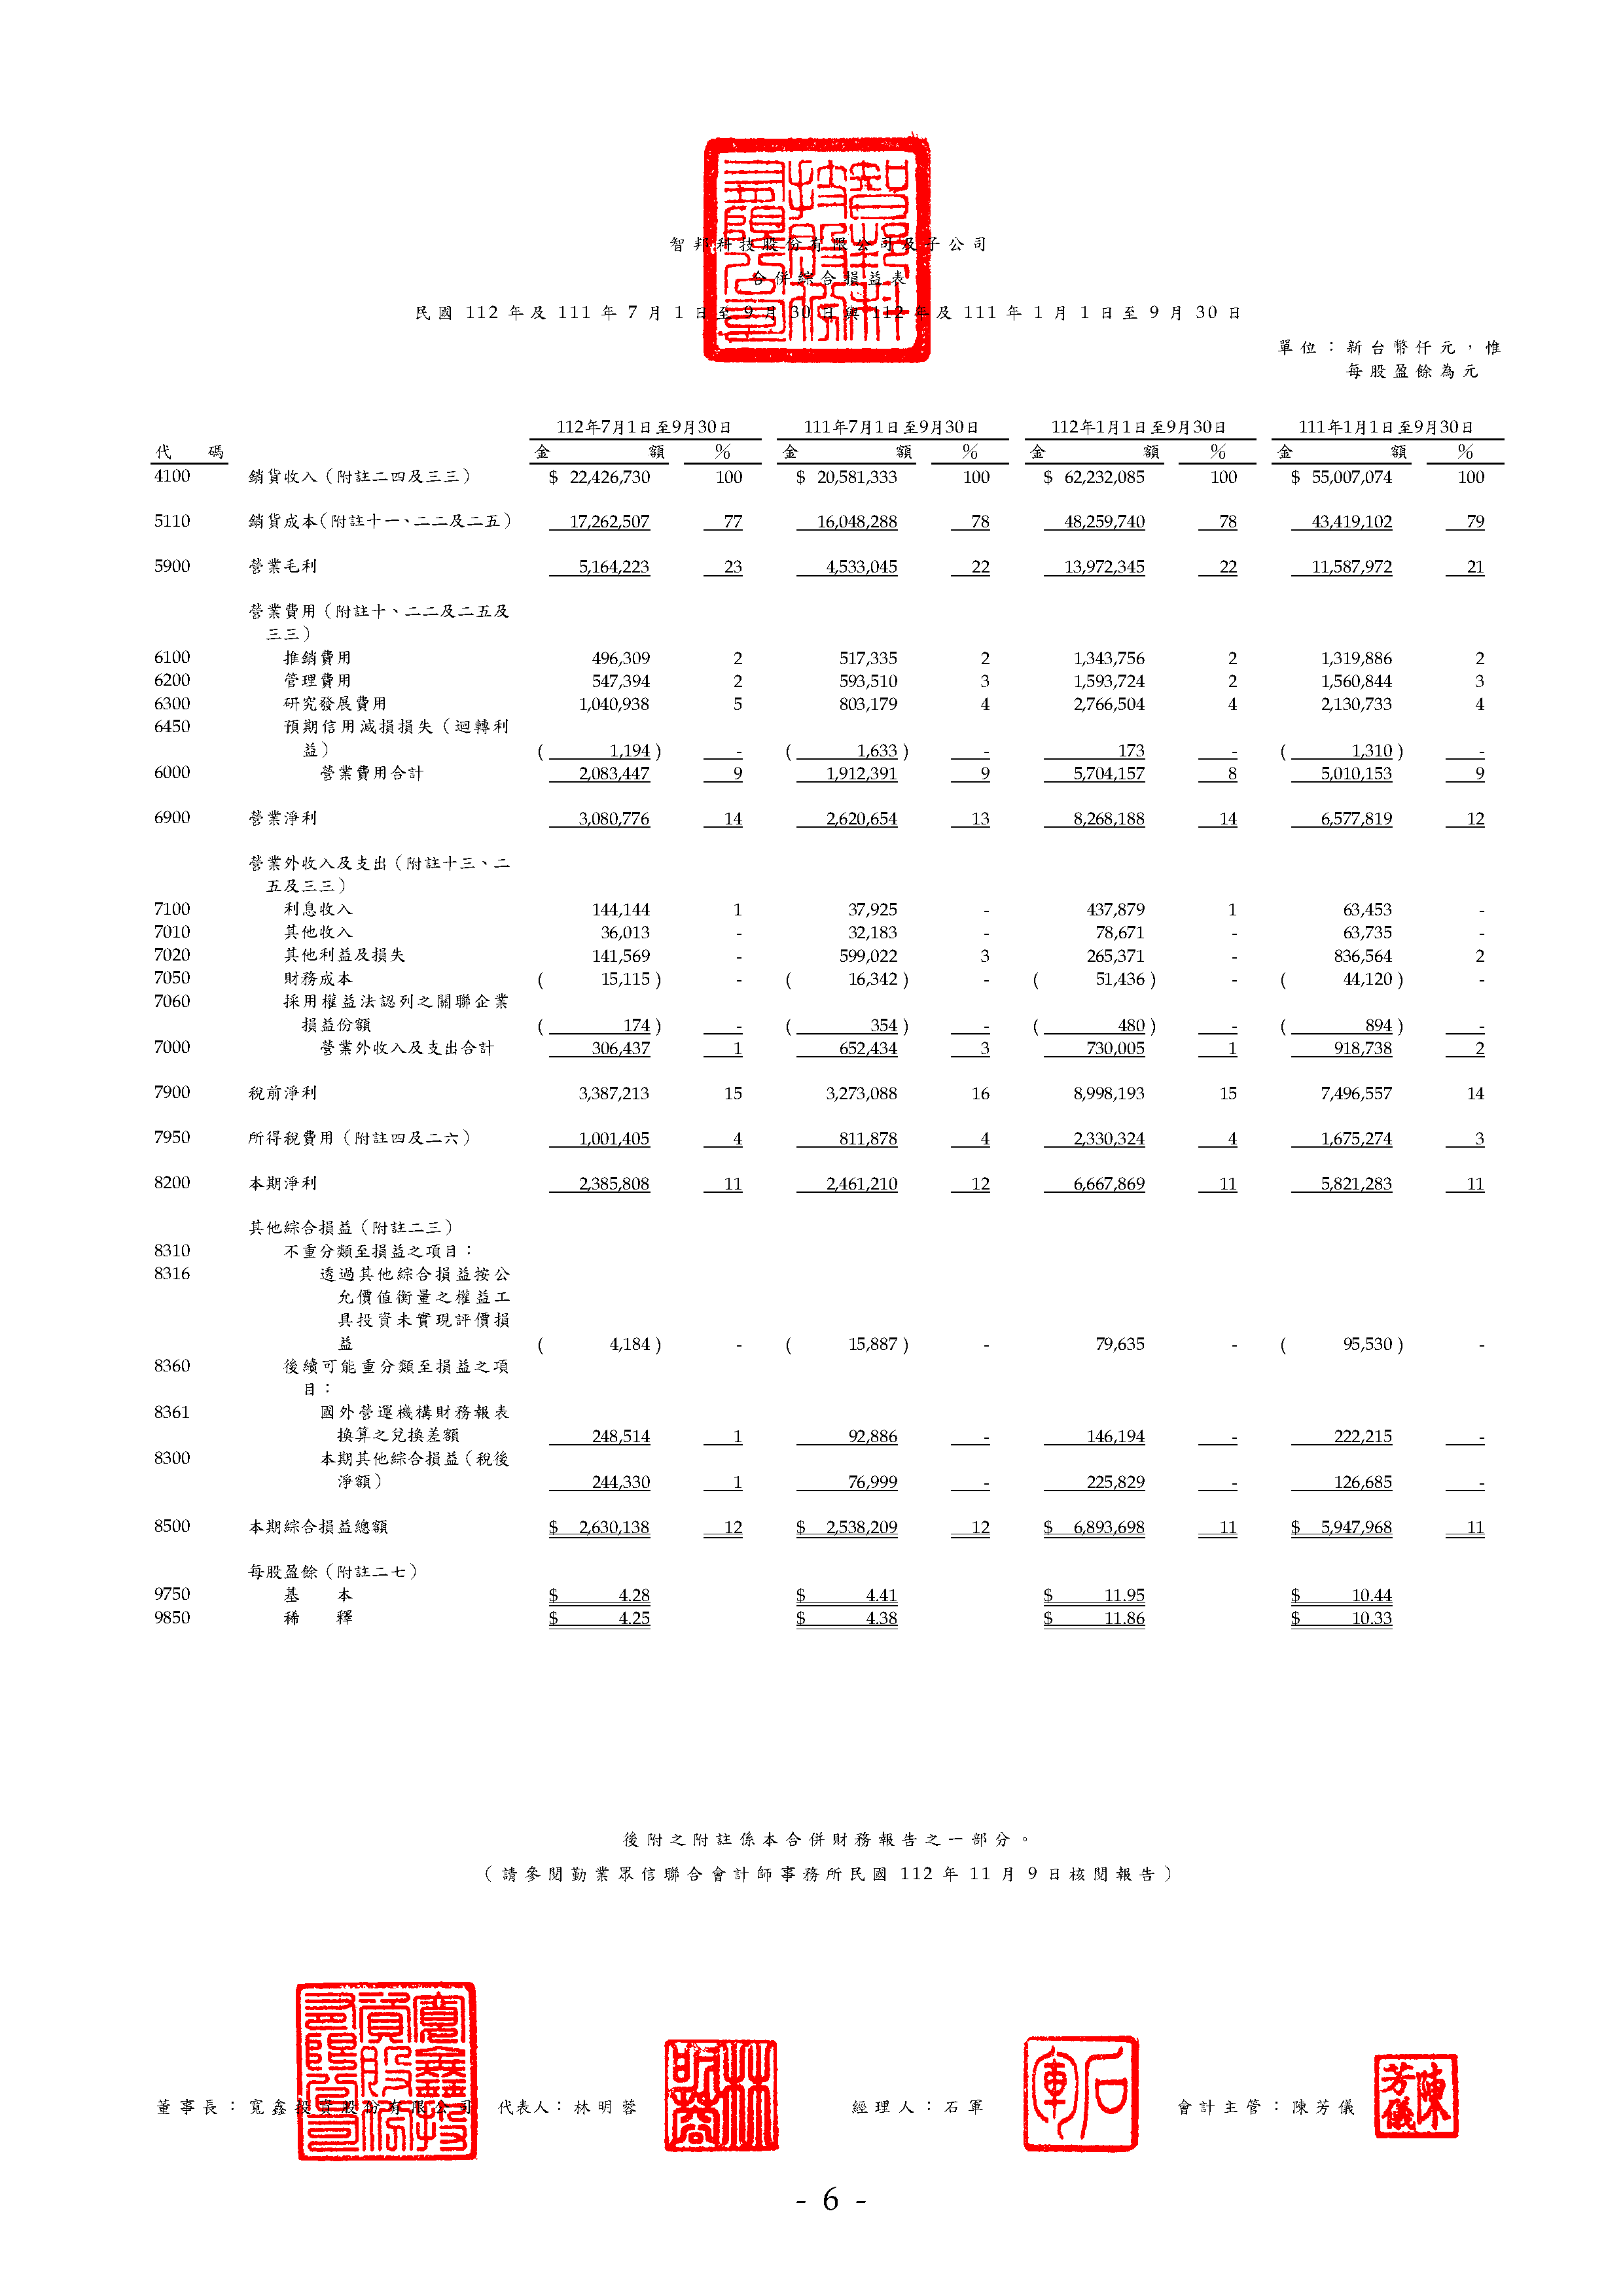 智邦科技股份有限公司及子公司
合併綜合損益表
民國 112 年及 111 年 7 月 1 日至 9 月 30 日與 112 年及 111 年 1 月 1 日至 9 月 30 日
單位：新台幣仟元，惟
每股盈餘為元
112年7月1日至9月30日 111年7月1日至9月30日 112年1月1日至9月30日 111年1月1日至9月30日
代 碼 金 額 % 金 額 % 金 額 % 金 額 %
4100 銷貨收入（附註二四及三三） $ 22,426,730 100 $ 20,581,333 100 $ 62,232,085 100 $ 55,007,074 100
5110 銷貨成本（附註十一、二二及二五） 17,262,507 77 16,048,288 78 48,259,740 78 43,419,102 79
5900 營業毛利 5,164,223 23 4,533,045 22 13,972,345 22 11,587,972 21
營業費用（附註十、二二及二五及
三三）
6100 推銷費用 496,309 2 517,335 2 1,343,756 2 1,319,886 2
6200 管理費用 547,394 2 593,510 3 1,593,724 2 1,560,844 3
6300 研究發展費用 1,040,938 5 803,179 4 2,766,504 4 2,130,733 4
6450 預期信用減損損失（迴轉利
益） ( 1,194 ) - ( 1,633 ) - 173 - ( 1,310 ) -
6000 營業費用合計 2,083,447 9 1,912,391 9 5,704,157 8 5,010,153 9
6900 營業淨利 3,080,776 14 2,620,654 13 8,268,188 14 6,577,819 12
營業外收入及支出（附註十三、二
五及三三）
7100 利息收入 144,144 1 37,925 - 437,879 1 63,453 -
7010 其他收入 36,013 - 32,183 - 78,671 - 63,735 -
7020 其他利益及損失 141,569 - 599,022 3 265,371 - 836,564 2
7050 財務成本 ( 15,115 ) - ( 16,342 ) - ( 51,436 ) - ( 44,120 ) -
7060 採用權益法認列之關聯企業
損益份額 ( 174 ) - ( 354 ) - ( 480 ) - ( 894 ) -
7000 營業外收入及支出合計 306,437 1 652,434 3 730,005 1 918,738 2
7900 稅前淨利 3,387,213 15 3,273,088 16 8,998,193 15 7,496,557 14
7950 所得稅費用（附註四及二六） 1,001,405 4 811,878 4 2,330,324 4 1,675,274 3
8200 本期淨利 2,385,808 11 2,461,210 12 6,667,869 11 5,821,283 11
其他綜合損益（附註二三）
8310 不重分類至損益之項目：
8316 透過其他綜合損益按公
允價值衡量之權益工
具投資未實現評價損
益 ( 4,184 ) - ( 15,887 ) - 79,635 - ( 95,530 ) -
8360 後續可能重分類至損益之項
目：
8361 國外營運機構財務報表
換算之兌換差額 248,514 1 92,886 - 146,194 - 222,215 -
8300 本期其他綜合損益（稅後
淨額） 244,330 1 76,999 - 225,829 - 126,685 -
8500 本期綜合損益總額 $ 2,630,138 12 $ 2,538,209 12 $ 6,893,698 11 $ 5,947,968 11
每股盈餘（附註二七）
9750 基 本 $ 4.28 $ 4.41 $ 11.95 $ 10.44
9850 稀 釋 $ 4.25 $ 4.38 $ 11.86 $ 10.33
後附之附註係本合併財務報告之一部分。
（請參閱勤業眾信聯合會計師事務所民國 112 年 11 月 9 日核閱報告）
董事長：寬鑫投資股份有限公司 代表人：林明蓉 經理人：石軍 會計主管：陳芳儀
- 6 -